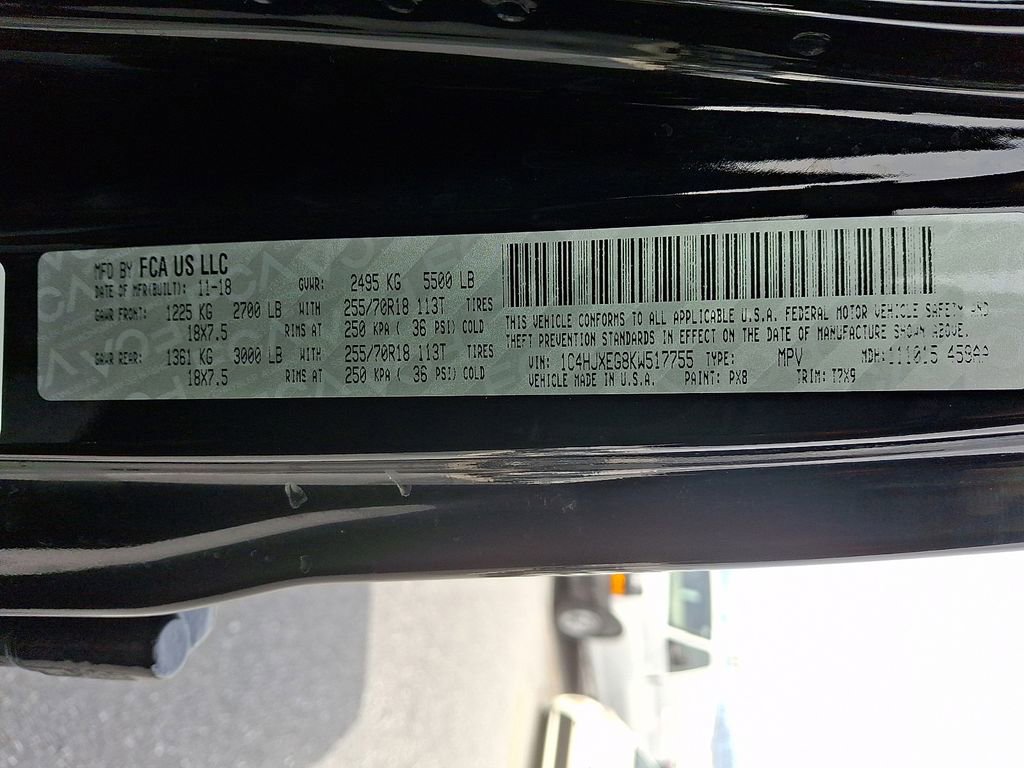 MFD BY FCA US LLC
DATE OF MFR(BUILT): 11-18 GVWR: 2495 KG 5500 LB
GAWR FRONT: 1225 KG 2700 LB WITH 255/70R18 113T TIRES
18X7.5 RIMS AT 250 KPA ( 36 PSI) COLD
GAWR REAR: 1361 KG 3000 LB WITH 255/70R18 113T TIRES
18X7.5 RIMS AT 250 KPA ( 36 PSI) COLD
THIS VEHICLE CONFORMS TO ALL APPLICABLE U.S.A. FEDERAL MOTOR VEHICLE SAFETY AND
THEFT PREVENTION STANDARDS IN EFFECT ON THE DATE OF MANUFACTURE SHOWN ABOVE.
VIN: 1C4HJXEG8KW517755 TYPE: MPV MDH: 111015
VEHICLE MADE IN U.S.A. PAINT: PX8 TRIM: T7X9